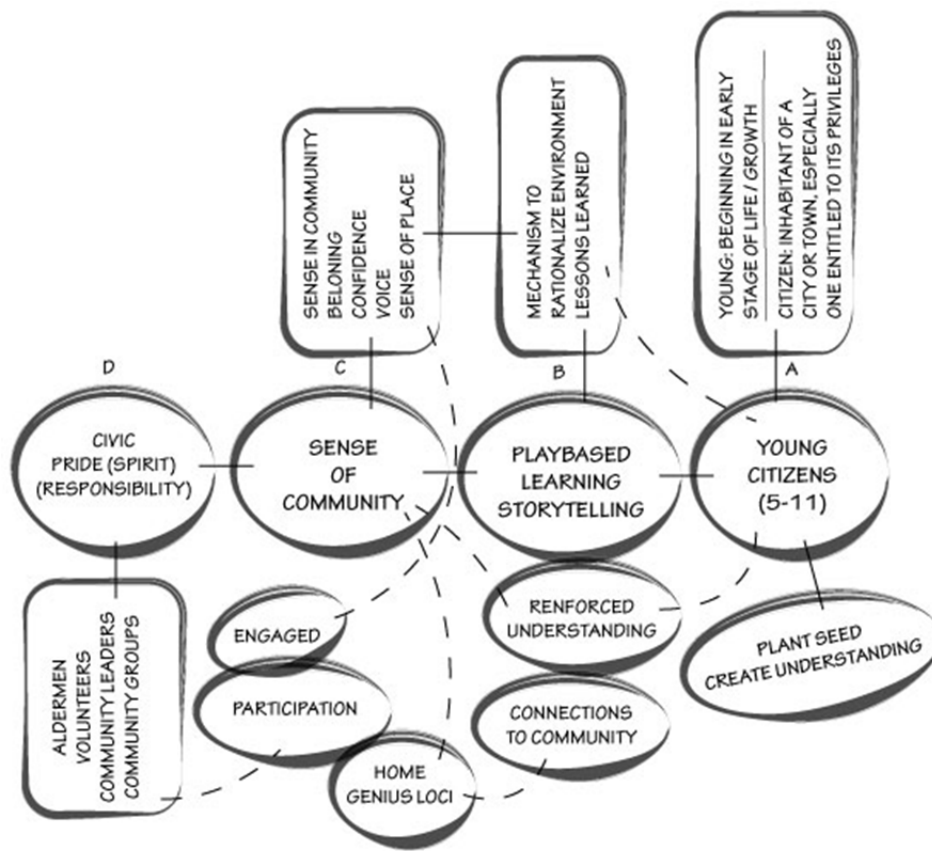 SENSE IN COMMUNITY
BELONING
CONFIDENCE
VOICE
SENSE OF PLACE
MECHANISM TO
RATIONALIZE ENVIRONMENT
LESSONS LEARNED
YOUNG: BEGINNING IN EARLY
STAGE OF LIFE / GROWTH
CITIZEN: INHABITANT OF A
CITY OR TOWN, ESPECIALLY
ONE ENTITLED TO ITS PRIVILEGES
D
C
B
A
CIVIC
PRIDE (SPIRIT)
(RESPONSIBILITY)
SENSE
OF
COMMUNITY
PLAYBASED
LEARNING
STORYTELLING
YOUNG
CITIZENS
(5-11)
ALDERMEN
VOLUNTEERS
COMMUNITY LEADERS
COMMUNITY GROUPS
ENGAGED
PARTICIPATION
HOME
GENIUS LOCI
RENFORCED
UNDERSTANDING
CONNECTIONS
TO COMMUNITY
PLANT SEED
CREATE UNDERSTANDING